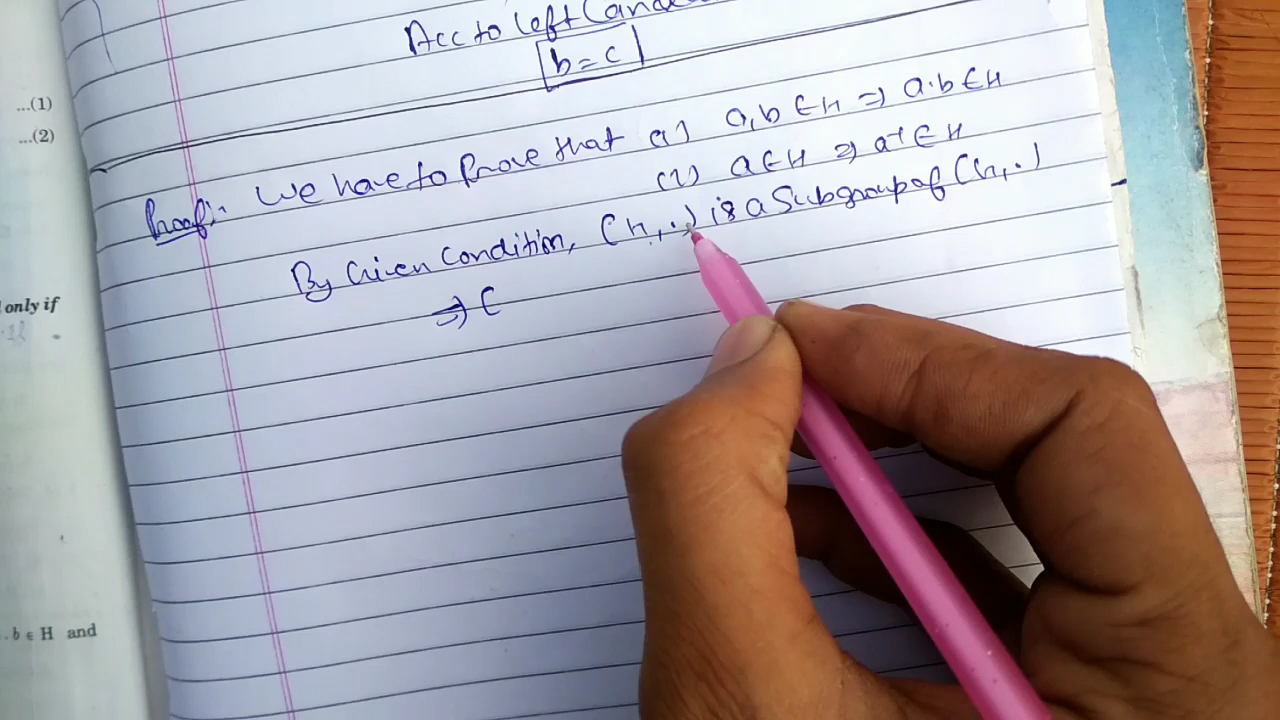 Acc to left
b = c
...(1)
...(2)
Proof:- We have to Prove that (1) a, b ∈ H ⇒ a.b ∈ H
(2) a ∈ H ⇒ a⁻¹ ∈ H
By Given Condition, (H, .) is a Subgroup of (G, .)
⇒ (
only if
. b ∈ H and